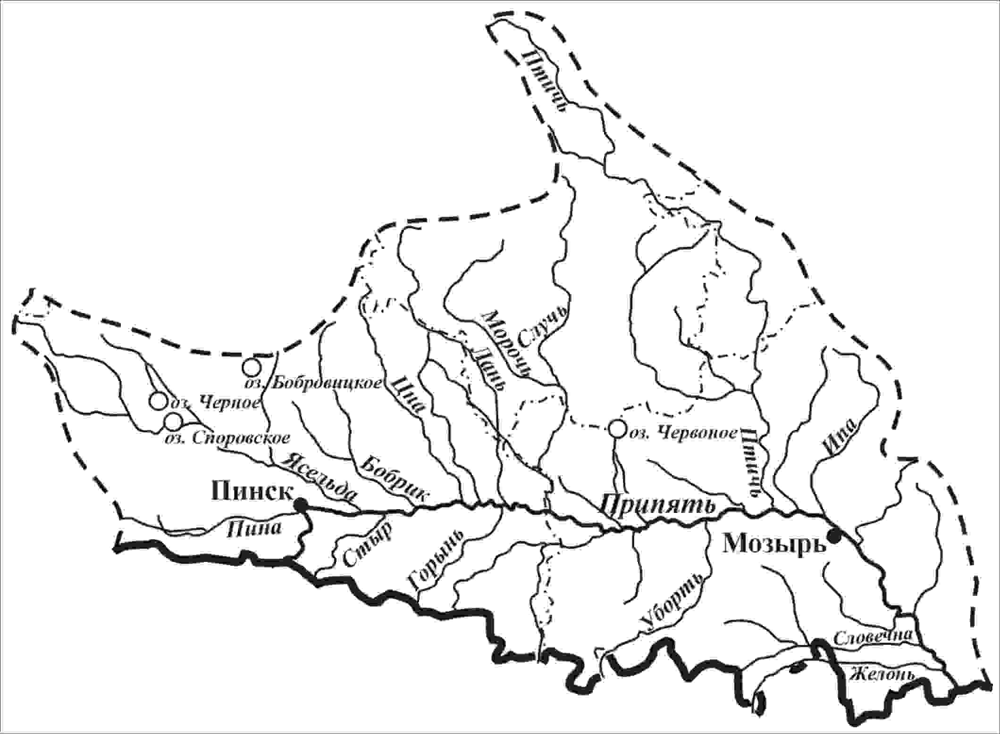 Птичь
Морочь
Случь
Лань
оз. Бобровицкое
Цна
оз. Черное
оз. Споровское
оз. Червоное
Птичь
Ипа
Ясельда
Бобрик
Пинск
Припять
Пина
Стыр
Горынь
Мозырь
Уборть
Словечна
Желонь